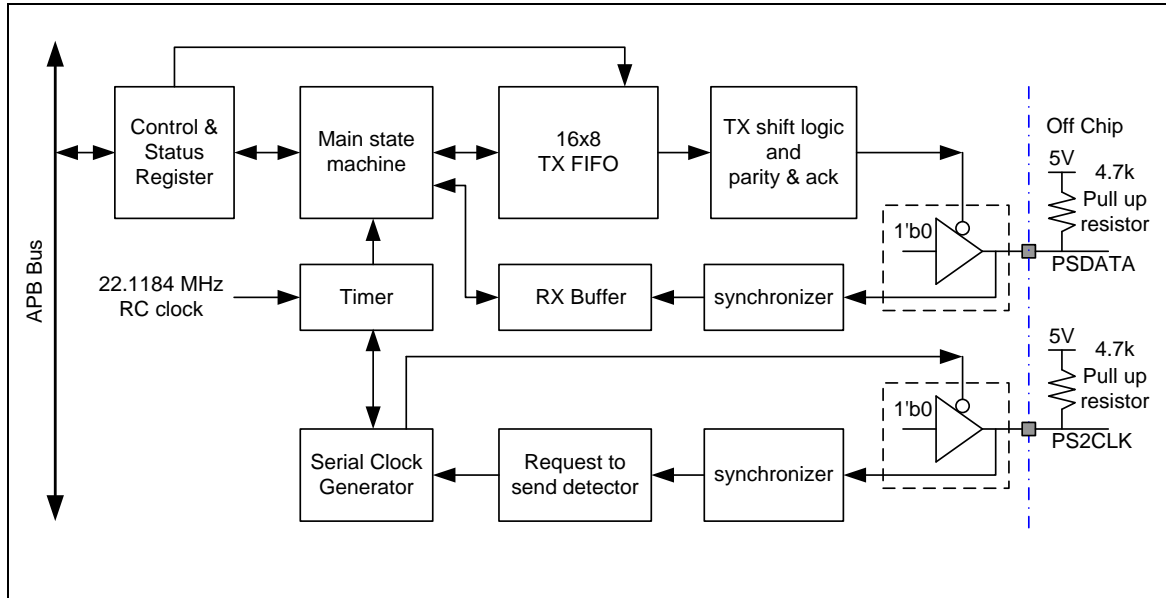 APB Bus
Control &
Status
Register
Main state
machine
16x8
TX FIFO
TX shift logic
and
parity & ack
Off Chip
5V
4.7k
Pull up
resistor
1'b0
PSDATA
22.1184 MHz
RC clock
Timer
RX Buffer
synchronizer
5V
4.7k
Pull up
resistor
1'b0
PS2CLK
Serial Clock
Generator
Request to
send detector
synchronizer